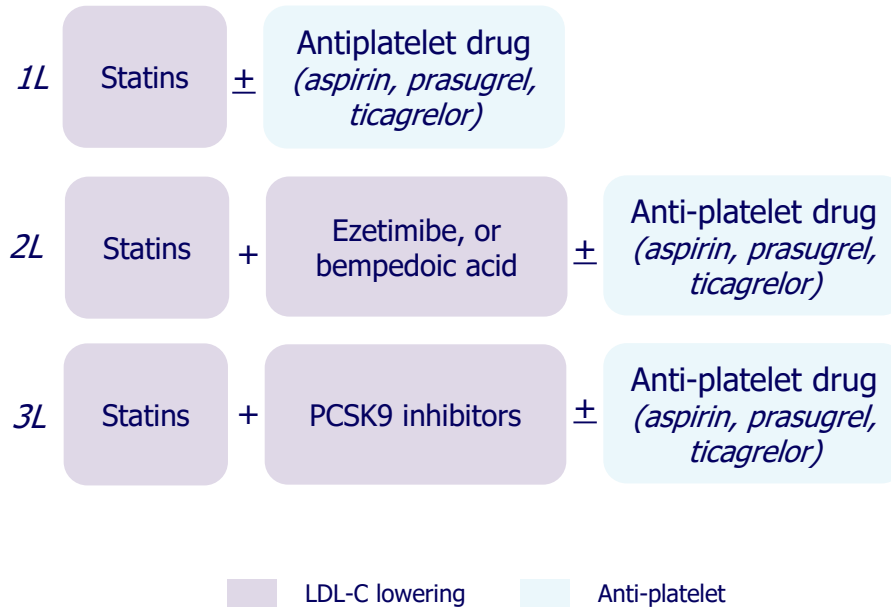 1L Statins ± Antiplatelet drug
(aspirin, prasugrel,
ticagrelor)
2L Statins + Ezetimibe, or
bempedoic acid ± Anti-platelet drug
(aspirin, prasugrel,
ticagrelor)
3L Statins + PCSK9 inhibitors ± Anti-platelet drug
(aspirin, prasugrel,
ticagrelor)
LDL-C lowering Anti-platelet